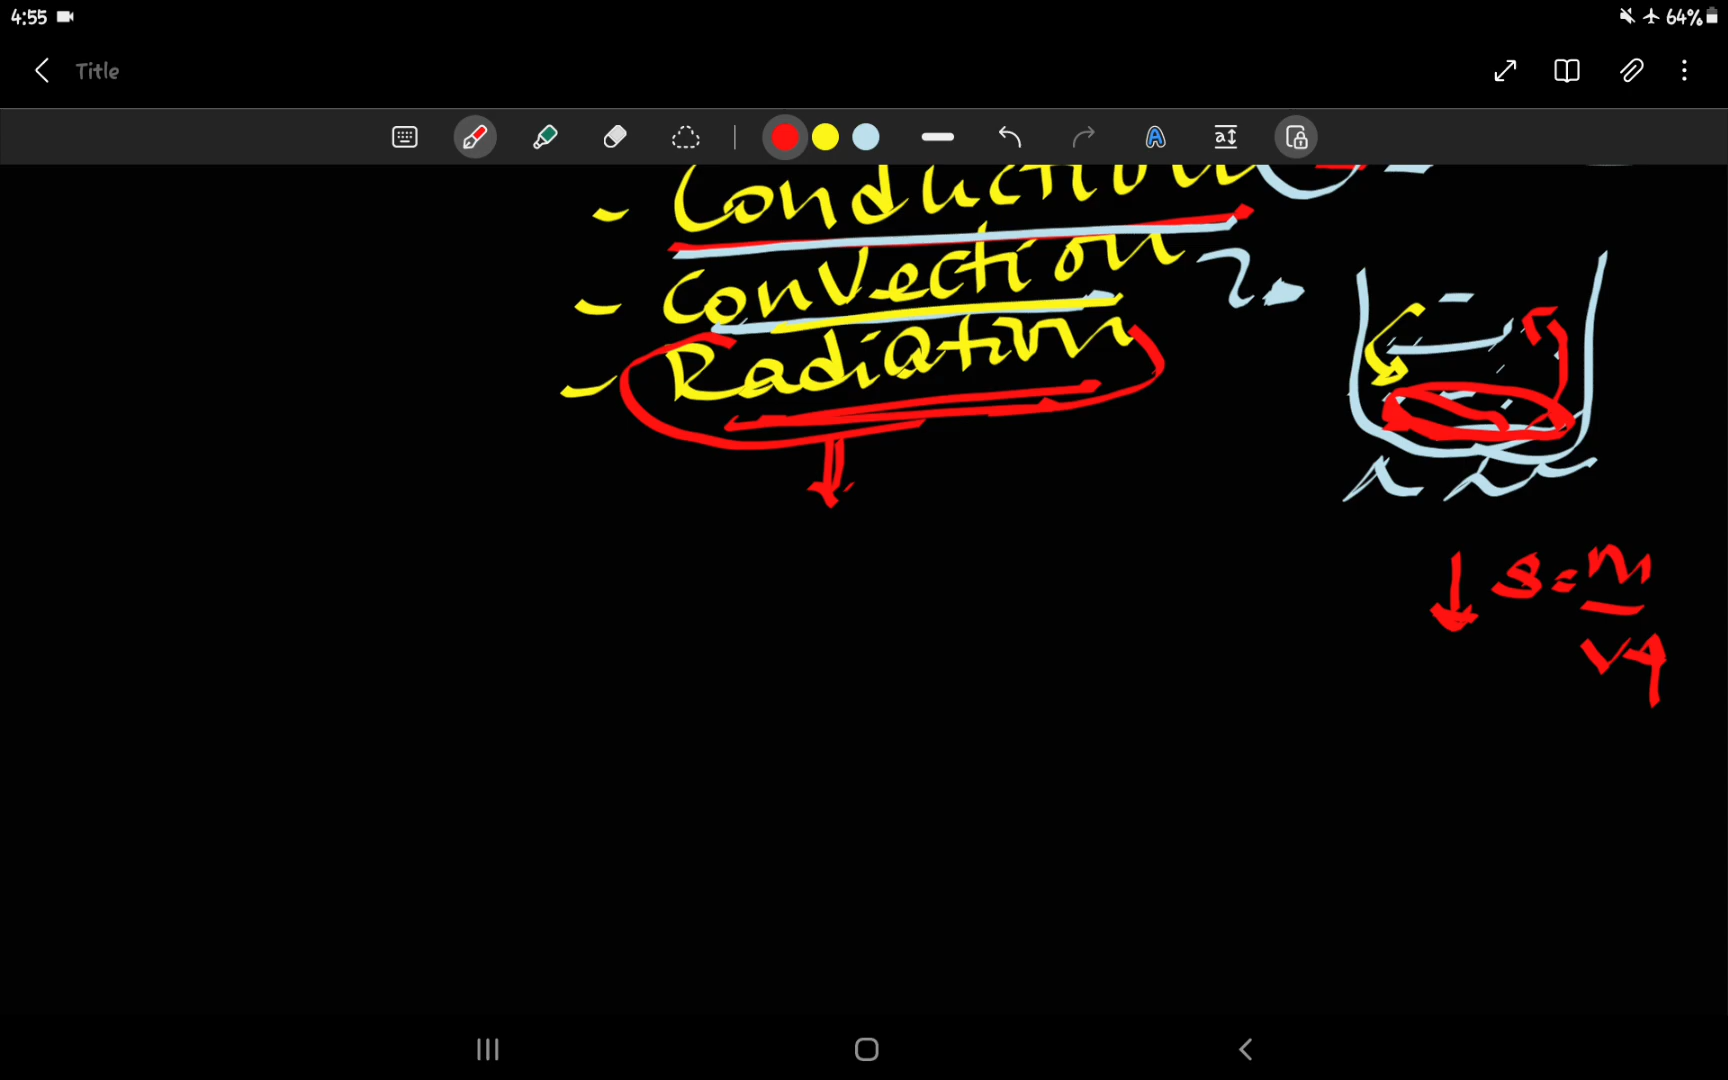 4:55 64%
Title
- Conduction
- Convection
- Radiation
↓ S = m
V ↑